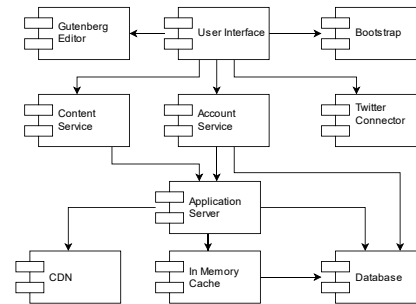 Gutenberg
Editor
User Interface
Bootstrap
Content
Service
Account
Service
Twitter
Connector
Application
Server
CDN
In Memory
Cache
Database